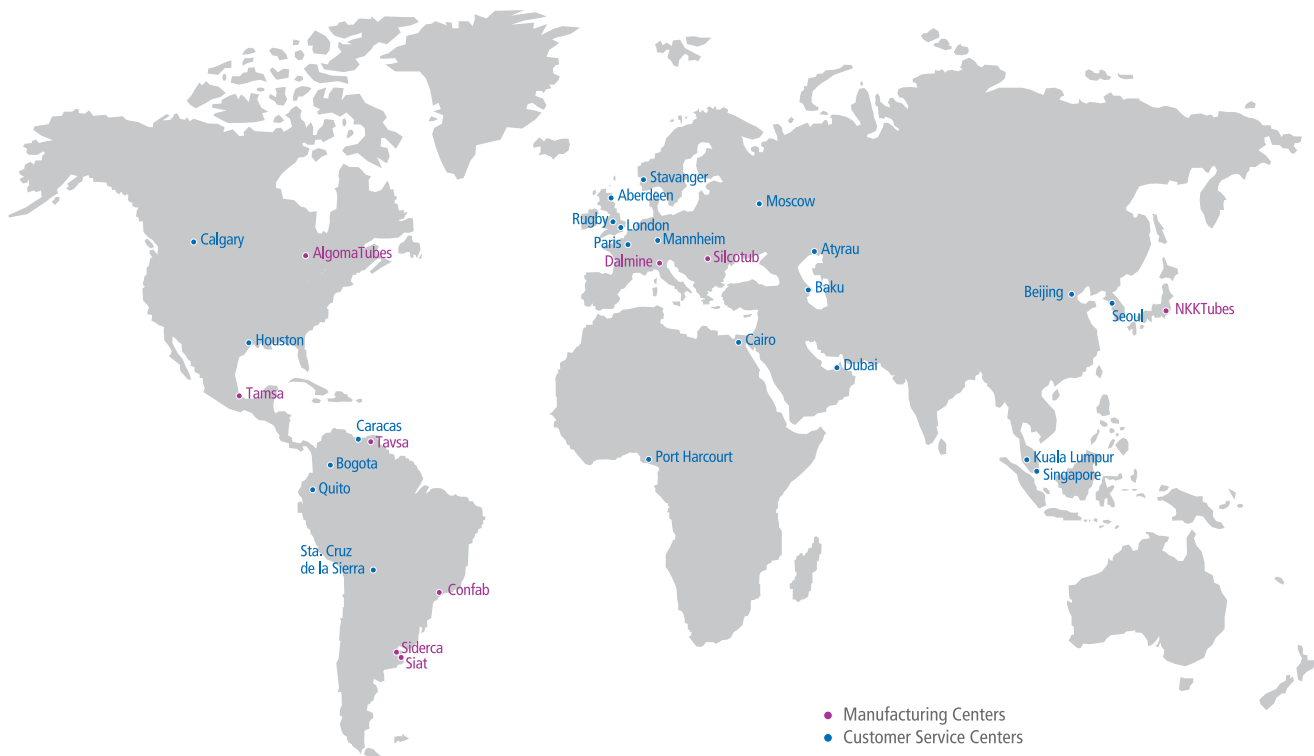 Stavanger
Aberdeen
Moscow
Rugby
London
Calgary
Paris
Mannheim
AlgomaTubes
Atyrau
Dalmine
Silcotub
Baku
Beijing
Seoul
NKKTubes
Houston
Cairo
Dubai
Tamsa
Caracas
Tavsa
Bogota
Port Harcourt
Kuala Lumpur
Singapore
Quito
Sta. Cruz
de la Sierra
Confab
Siderca
Siat
Manufacturing Centers
Customer Service Centers